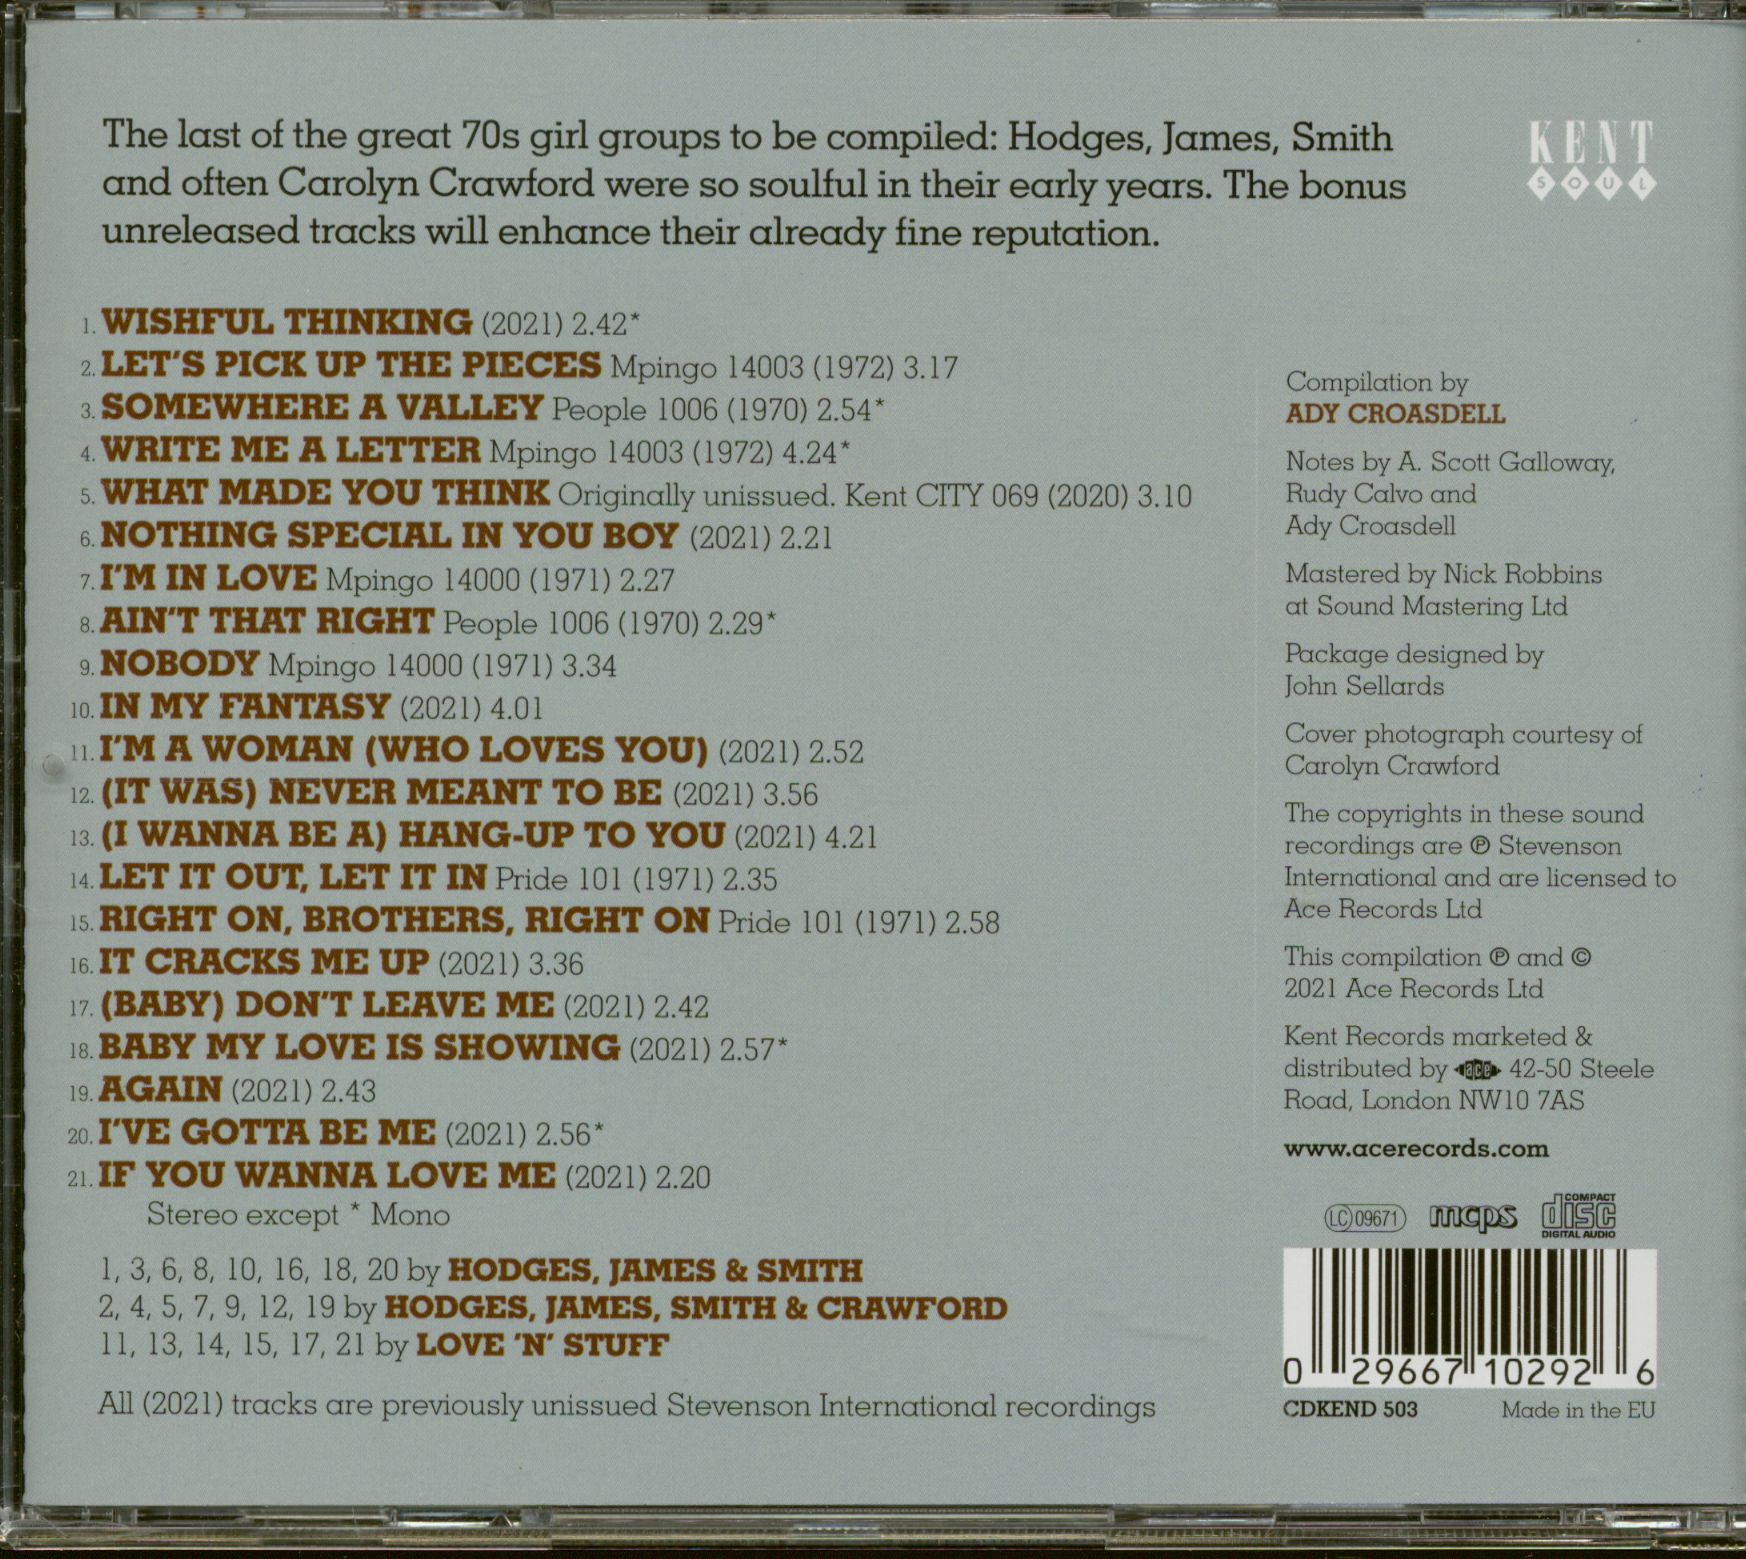 The last of the great 70s girl groups to be compiled: Hodges, James, Smith
and often Carolyn Crawford were so soulful in their early years. The bonus
unreleased tracks will enhance their already fine reputation.
KENT
SOUL
1. WISHFUL THINKING (2021) 2.42*
2. LET'S PICK UP THE PIECES Mpingo 14003 (1972) 3.17
3. SOMEWHERE A VALLEY People 1006 (1970) 2.54*
4. WRITE ME A LETTER Mpingo 14003 (1972) 4.24*
5. WHAT MADE YOU THINK Originally unissued. Kent CITY 069 (2020) 3.10
6. NOTHING SPECIAL IN YOU BOY (2021) 2.21
7. I'M IN LOVE Mpingo 14000 (1971) 2.27
8. AIN'T THAT RIGHT People 1006 (1970) 2.29*
9. NOBODY Mpingo 14000 (1971) 3.34
10. IN MY FANTASY (2021) 4.01
11. I'M A WOMAN (WHO LOVES YOU) (2021) 2.52
12. (IT WAS) NEVER MEANT TO BE (2021) 3.56
13. (I WANNA BE A) HANG-UP TO YOU (2021) 4.21
14. LET IT OUT, LET IT IN Pride 101 (1971) 2.35
15. RIGHT ON, BROTHERS, RIGHT ON Pride 101 (1971) 2.58
16. IT CRACKS ME UP (2021) 3.36
17. (BABY) DON'T LEAVE ME (2021) 2.42
18. BABY MY LOVE IS SHOWING (2021) 2.57*
19. AGAIN (2021) 2.43
20. I'VE GOTTA BE ME (2021) 2.56*
21. IF YOU WANNA LOVE ME (2021) 2.20
Stereo except * Mono
1, 3, 6, 8, 10, 16, 18, 20 by HODGES, JAMES & SMITH
2, 4, 5, 7, 9, 12, 19 by HODGES, JAMES, SMITH & CRAWFORD
11, 13, 14, 15, 17, 21 by LOVE 'N' STUFF
All (2021) tracks are previously unissued Stevenson International recordings
Compilation by
ADY CROASDELL
Notes by A. Scott Galloway,
Rudy Calvo and
Ady Croasdell
Mastered by Nick Robbins
at Sound Mastering Ltd
Package designed by
John Sellards
Cover photograph courtesy of
Carolyn Crawford
The copyrights in these sound
recordings are ℗ Stevenson
International and are licensed to
Ace Records Ltd
This compilation ℗ and ©
2021 Ace Records Ltd
Kent Records marketed &
distributed by ace 42-50 Steele
Road, London NW10 7AS
www.acerecords.com
LC 09671 mcps COMPACT disc DIGITAL AUDIO
0 29667 10292 6
CDKEND 503 Made in the EU